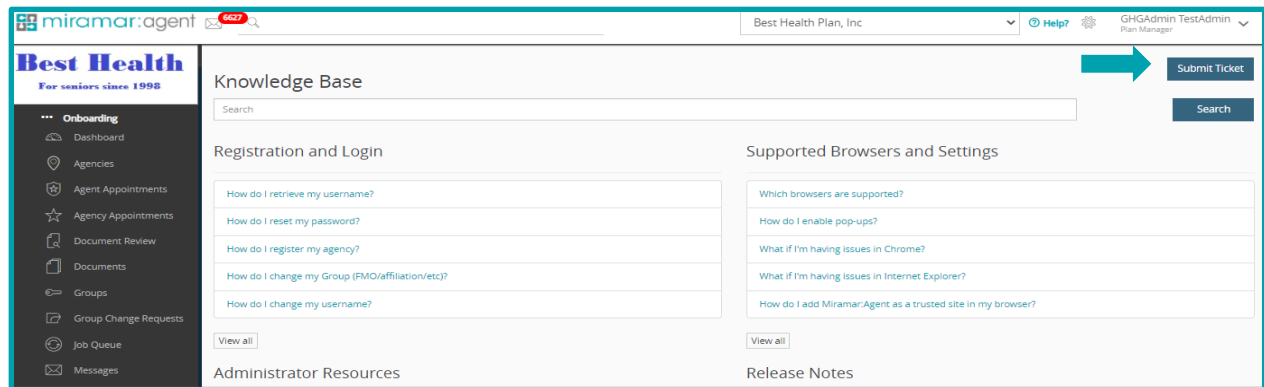 miramar:agent
6627
Best Health Plan, Inc
Help?
GHGAdmin TestAdmin
Plan Manager
Best Health
For seniors since 1998
Submit Ticket
Knowledge Base
Search
Search
Onboarding
Dashboard
Agencies
Agent Appointments
Agency Appointments
Document Review
Documents
Groups
Group Change Requests
Job Queue
Messages
Registration and Login
How do I retrieve my username?
How do I reset my password?
How do I register my agency?
How do I change my Group (FMO/affiliation/etc)?
How do I change my username?
View all
Supported Browsers and Settings
Which browsers are supported?
How do I enable pop-ups?
What if I'm having issues in Chrome?
What if I'm having issues in Internet Explorer?
How do I add Miramar:Agent as a trusted site in my browser?
View all
Administrator Resources
Release Notes